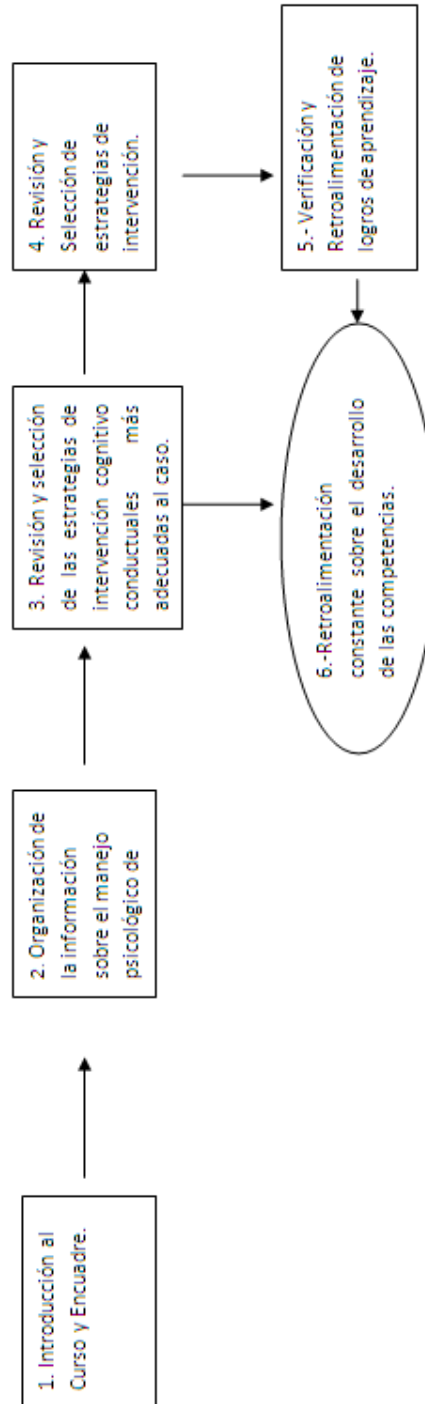 1. Introducción al
Curso y Encuadre.
2. Organización de
la información
sobre el manejo
psicológico de
3. Revisión y selección
de las estrategias de
intervención cognitivo
conductuales más
adecuadas al caso.
4. Revisión y
Selección de
estrategias de
intervención.
5.- Verificación y
Retroalimentación de
logros de aprendizaje.
6.-Retroalimentación
constante sobre el desarrollo
de las competencias.